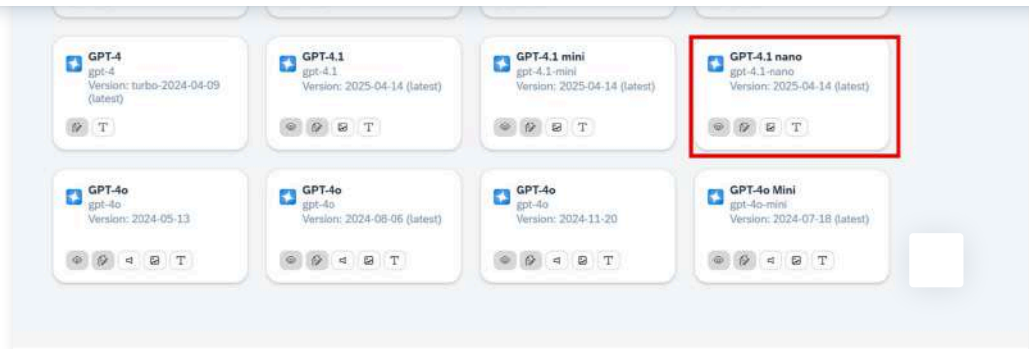 GPT-4
gpt-4
Version: turbo-2024-04-09
(latest)
T
GPT-4.1
gpt-4.1
Version: 2025-04-14 (latest)
T
GPT-4.1 mini
gpt-4.1-mini
Version: 2025-04-14 (latest)
T
GPT-4.1 nano
gpt-4.1-nano
Version: 2025-04-14 (latest)
T
GPT-4o
gpt-4o
Version: 2024-05-13
T
GPT-4o
gpt-4o
Version: 2024-08-06 (latest)
T
GPT-4o
gpt-4o
Version: 2024-11-20
T
GPT-4o Mini
gpt-4o-mini
Version: 2024-07-18 (latest)
T